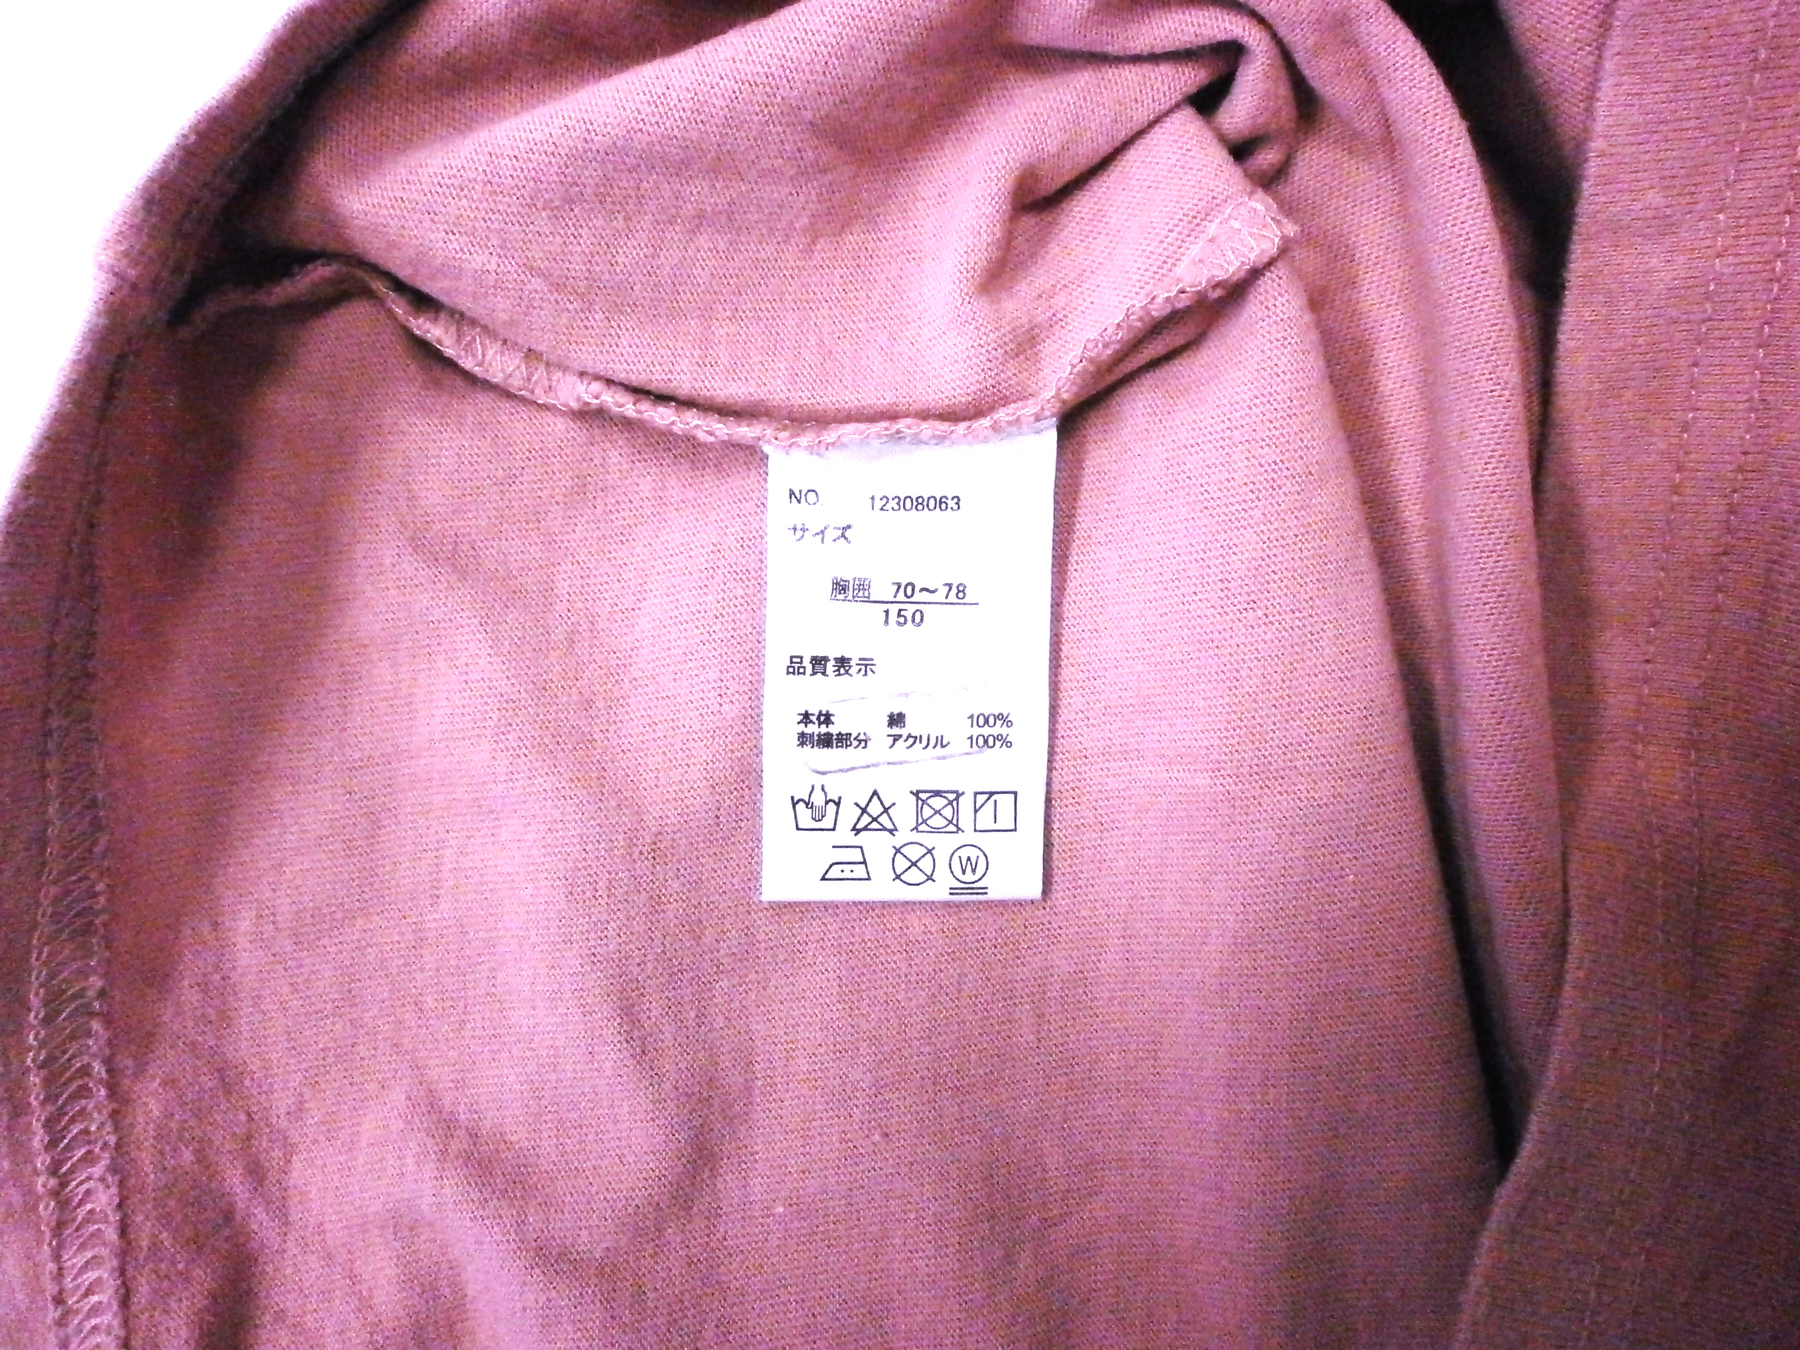 NO. 12308063
サイズ
胸囲 70～78
150
品質表示
本体 綿 100%
刺繍部分 アクリル 100%
W